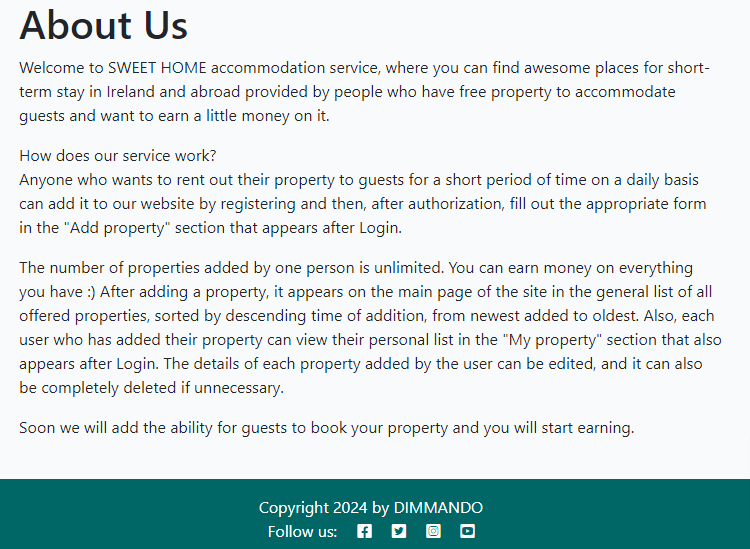 About Us
Welcome to SWEET HOME accommodation service, where you can find awesome places for short-
term stay in Ireland and abroad provided by people who have free property to accommodate
guests and want to earn a little money on it.
How does our service work?
Anyone who wants to rent out their property to guests for a short period of time on a daily basis
can add it to our website by registering and then, after authorization, fill out the appropriate form
in the "Add property" section that appears after Login.
The number of properties added by one person is unlimited. You can earn money on everything
you have :) After adding a property, it appears on the main page of the site in the general list of all
offered properties, sorted by descending time of addition, from newest added to oldest. Also, each
user who has added their property can view their personal list in the "My property" section that also
appears after Login. The details of each property added by the user can be edited, and it can also
be completely deleted if unnecessary.
Soon we will add the ability for guests to book your property and you will start earning.
Copyright 2024 by DIMMANDO
Follow us: